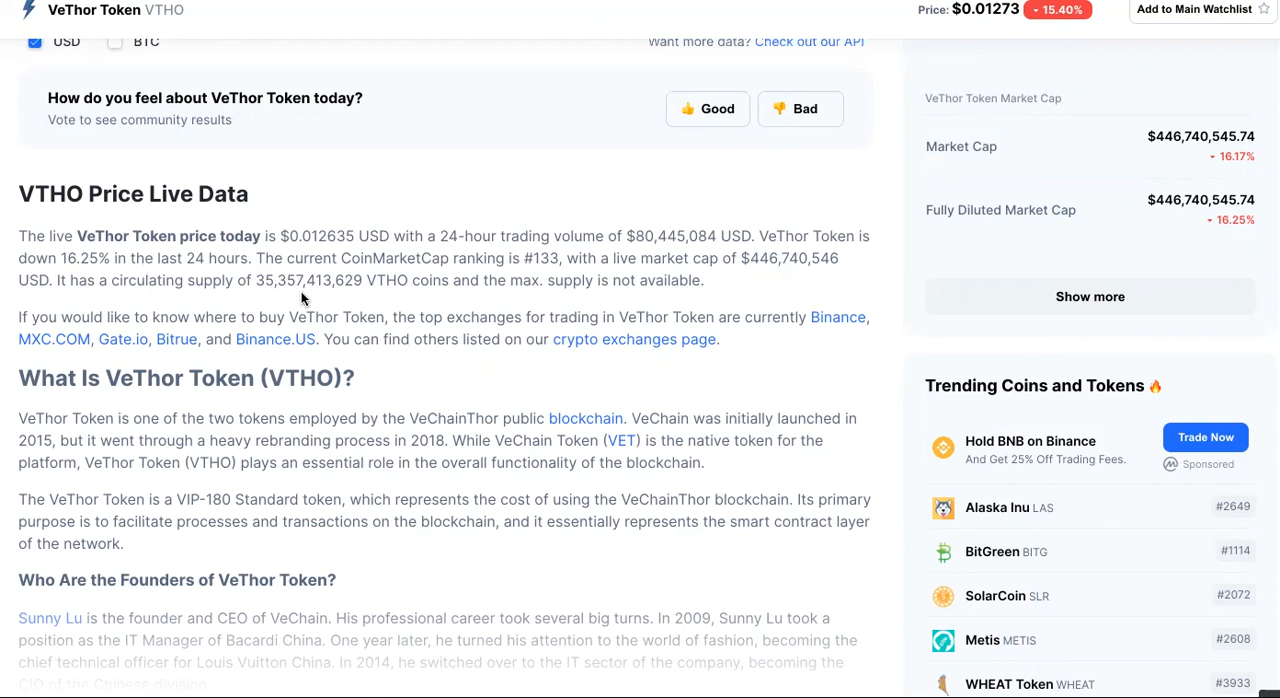 VeThor Token VTHO
Price: $0.01273 15.40%
Add to Main Watchlist
USD BTC
Want more data? Check out our API
How do you feel about VeThor Token today?
Vote to see community results
Good
Bad
VTHO Price Live Data
The live VeThor Token price today is $0.012635 USD with a 24-hour trading volume of $80,445,084 USD. VeThor Token is
down 16.25% in the last 24 hours. The current CoinMarketCap ranking is #133, with a live market cap of $446,740,546
USD. It has a circulating supply of 35,357,413,629 VTHO coins and the max. supply is not available.
If you would like to know where to buy VeThor Token, the top exchanges for trading in VeThor Token are currently Binance,
MXC.COM, Gate.io, Bitrue, and Binance.US. You can find others listed on our crypto exchanges page.
What Is VeThor Token (VTHO)?
VeThor Token is one of the two tokens employed by the VeChainThor public blockchain. VeChain was initially launched in
2015, but it went through a heavy rebranding process in 2018. While VeChain Token (VET) is the native token for the
platform, VeThor Token (VTHO) plays an essential role in the overall functionality of the blockchain.
The VeThor Token is a VIP-180 Standard token, which represents the cost of using the VeChainThor blockchain. Its primary
purpose is to facilitate processes and transactions on the blockchain, and it essentially represents the smart contract layer
of the network.
Who Are the Founders of VeThor Token?
Sunny Lu is the founder and CEO of VeChain. His professional career took several big turns. In 2009, Sunny Lu took a
position as the IT Manager of Bacardi China. One year later, he turned his attention to the world of fashion, becoming the
chief technical officer for Louis Vuitton China. In 2014, he switched over to the IT sector of the company, becoming the
CIO of the Chinese division.
VeThor Token Market Cap
Market Cap
$446,740,545.74
16.17%
Fully Diluted Market Cap
$446,740,545.74
16.25%
Show more
Trending Coins and Tokens
Hold BNB on Binance
And Get 25% Off Trading Fees.
Trade Now
Sponsored
Alaska Inu LAS #2649
BitGreen BITG #1114
SolarCoin SLR #2072
Metis METIS #2608
WHEAT Token WHEAT #3933